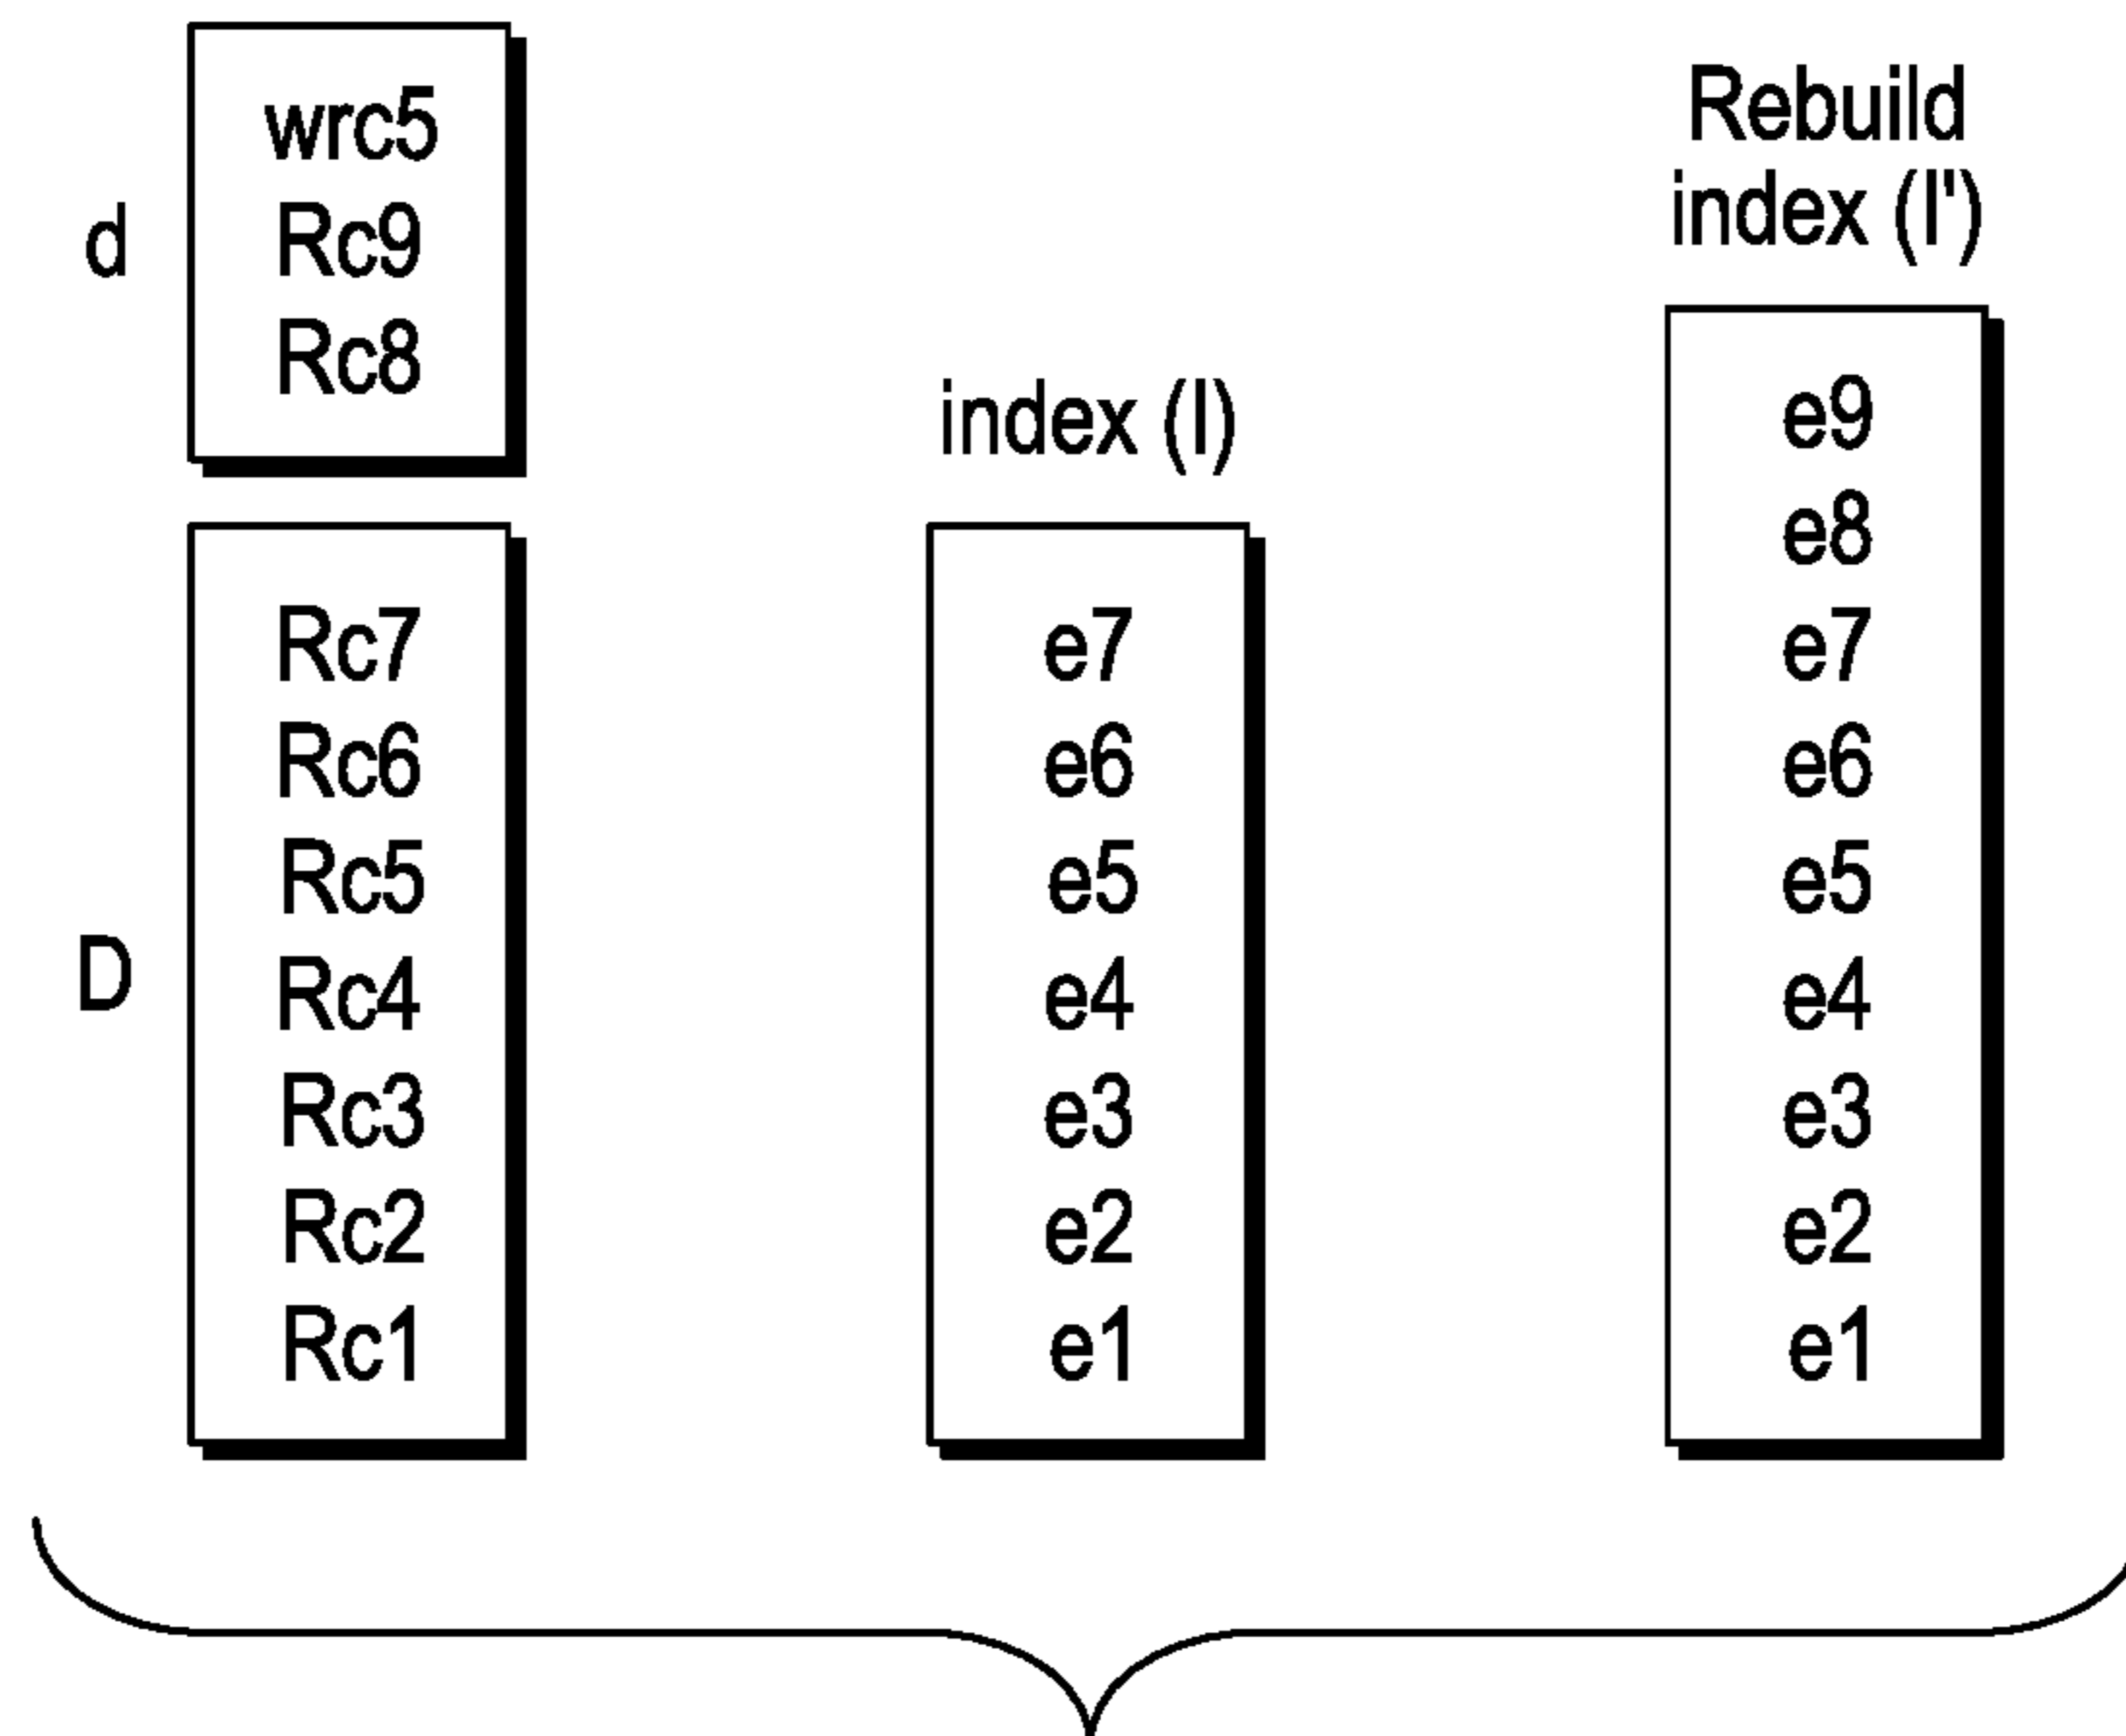 d
wrc5
Rc9
Rc8
D
Rc7
Rc6
Rc5
Rc4
Rc3
Rc2
Rc1
index (I)
e7
e6
e5
e4
e3
e2
e1
Rebuild
index (I')
e9
e8
e7
e6
e5
e4
e3
e2
e1